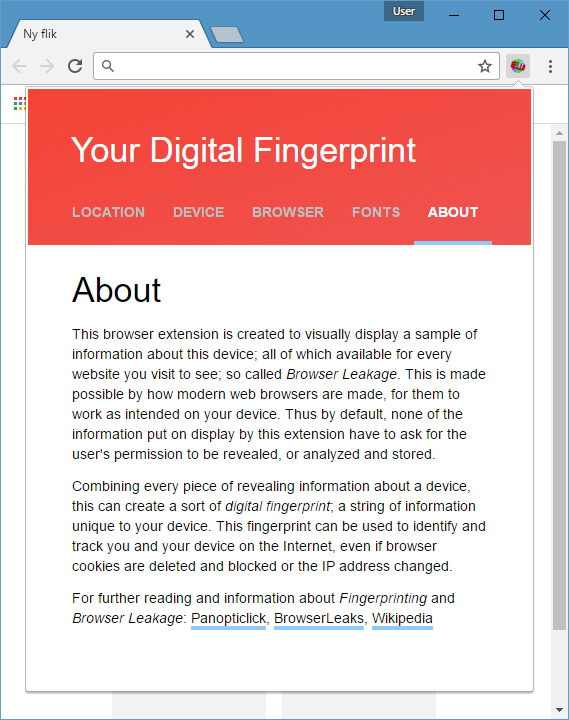 User
Ny flik
Your Digital Fingerprint
LOCATION DEVICE BROWSER FONTS ABOUT
About
This browser extension is created to visually display a sample of
information about this device; all of which available for every
website you visit to see; so called Browser Leakage. This is made
possible by how modern web browsers are made, for them to
work as intended on your device. Thus by default, none of the
information put on display by this extension have to ask for the
user's permission to be revealed, or analyzed and stored.
Combining every piece of revealing information about a device,
this can create a sort of digital fingerprint; a string of information
unique to your device. This fingerprint can be used to identify and
track you and your device on the Internet, even if browser
cookies are deleted and blocked or the IP address changed.
For further reading and information about Fingerprinting and
Browser Leakage: Panopticlick, BrowserLeaks, Wikipedia